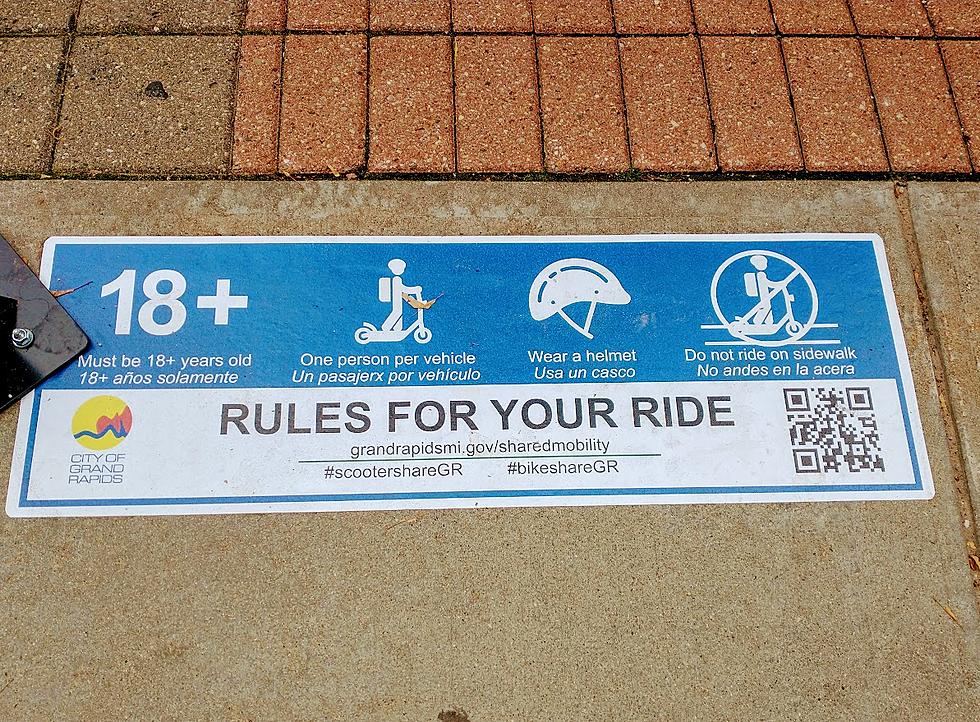 18+
Must be 18+ years old
18+ años solamente
One person per vehicle
Un pasajerx por vehículo
Wear a helmet
Usa un casco
Do not ride on sidewalk
No andes en la acera
CITY OF
GRAND
RAPIDS
RULES FOR YOUR RIDE
grandrapidsmi.gov/sharedmobility
#scootershareGR #bikeshareGR